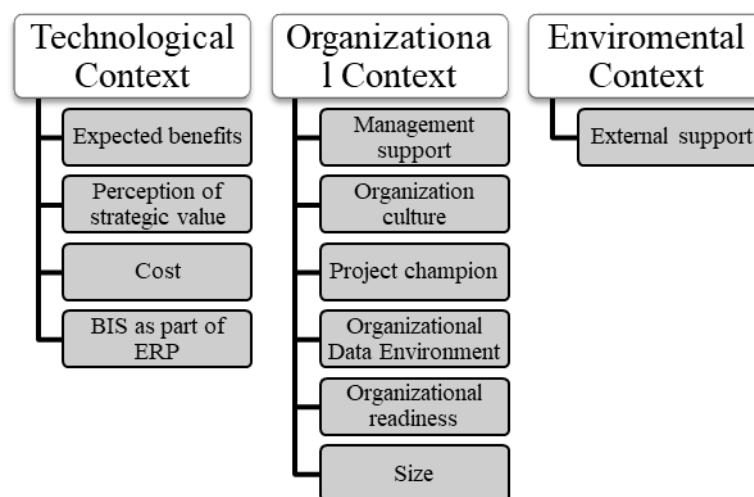 Technological
Context
Expected benefits
Perception of
strategic value
Cost
BIS as part of
ERP
Organizationa
l Context
Management
support
Organization
culture
Project champion
Organizational
Data Environment
Organizational
readiness
Size
Enviromental
Context
External support